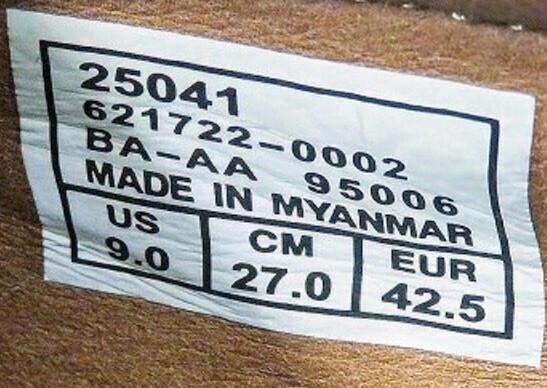 25041
621722-0002
BA-AA 95006
MADE IN MYANMAR
US CM EUR
9.0 27.0 42.5